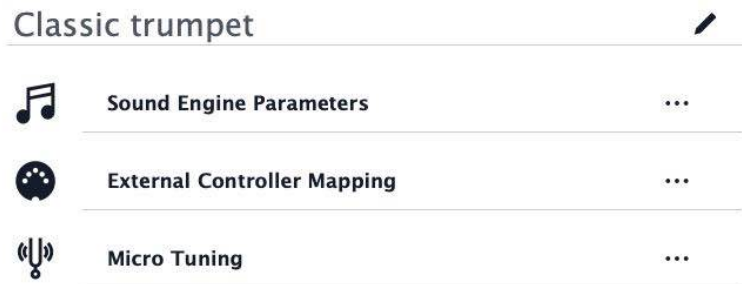 Classic trumpet
Sound Engine Parameters
External Controller Mapping
Micro Tuning